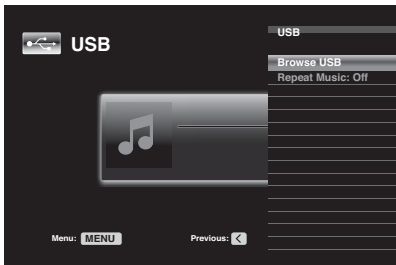 USB
USB
Browse USB
Repeat Music: Off
Menu: MENU
Previous: <